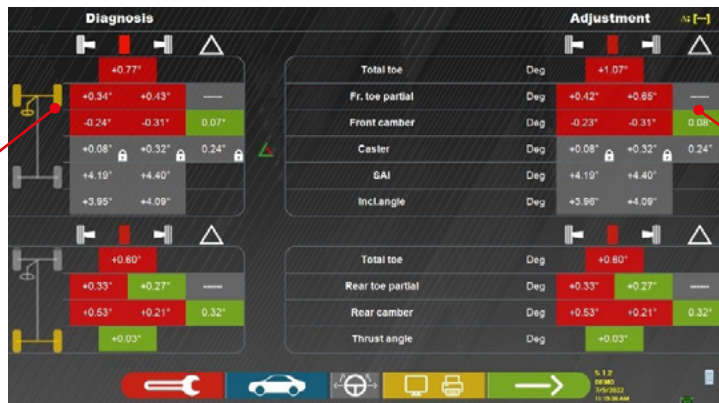 Diagnosis Adjustment
+0.77° Total toe Deg +1.07°
+0.34° +0.43° ----- Fr. toe partial Deg +0.42° +0.65° -----
-0.24° -0.31° 0.07° Front camber Deg -0.23° -0.31° 0.08°
+0.08° +0.32° 0.24° Caster Deg +0.08° +0.32° 0.24°
+4.19° +4.40° SAI Deg +4.19° +4.40°
+3.95° +4.09° Incl.angle Deg +3.96° +4.09°
+0.60° Total toe Deg +0.60°
+0.33° +0.27° ----- Rear toe partial Deg +0.33° +0.27° -----
+0.53° +0.21° 0.32° Rear camber Deg +0.53° +0.21° 0.32°
+0.03° Thrust angle Deg +0.03°
DEMO
7/5/2022